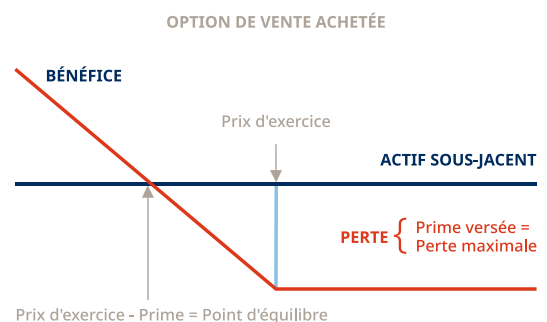 OPTION DE VENTE ACHETÉE
BÉNÉFICE
Prix d'exercice
ACTIF SOUS-JACENT
PERTE
Prime versée =
Perte maximale
Prix d'exercice - Prime = Point d'équilibre